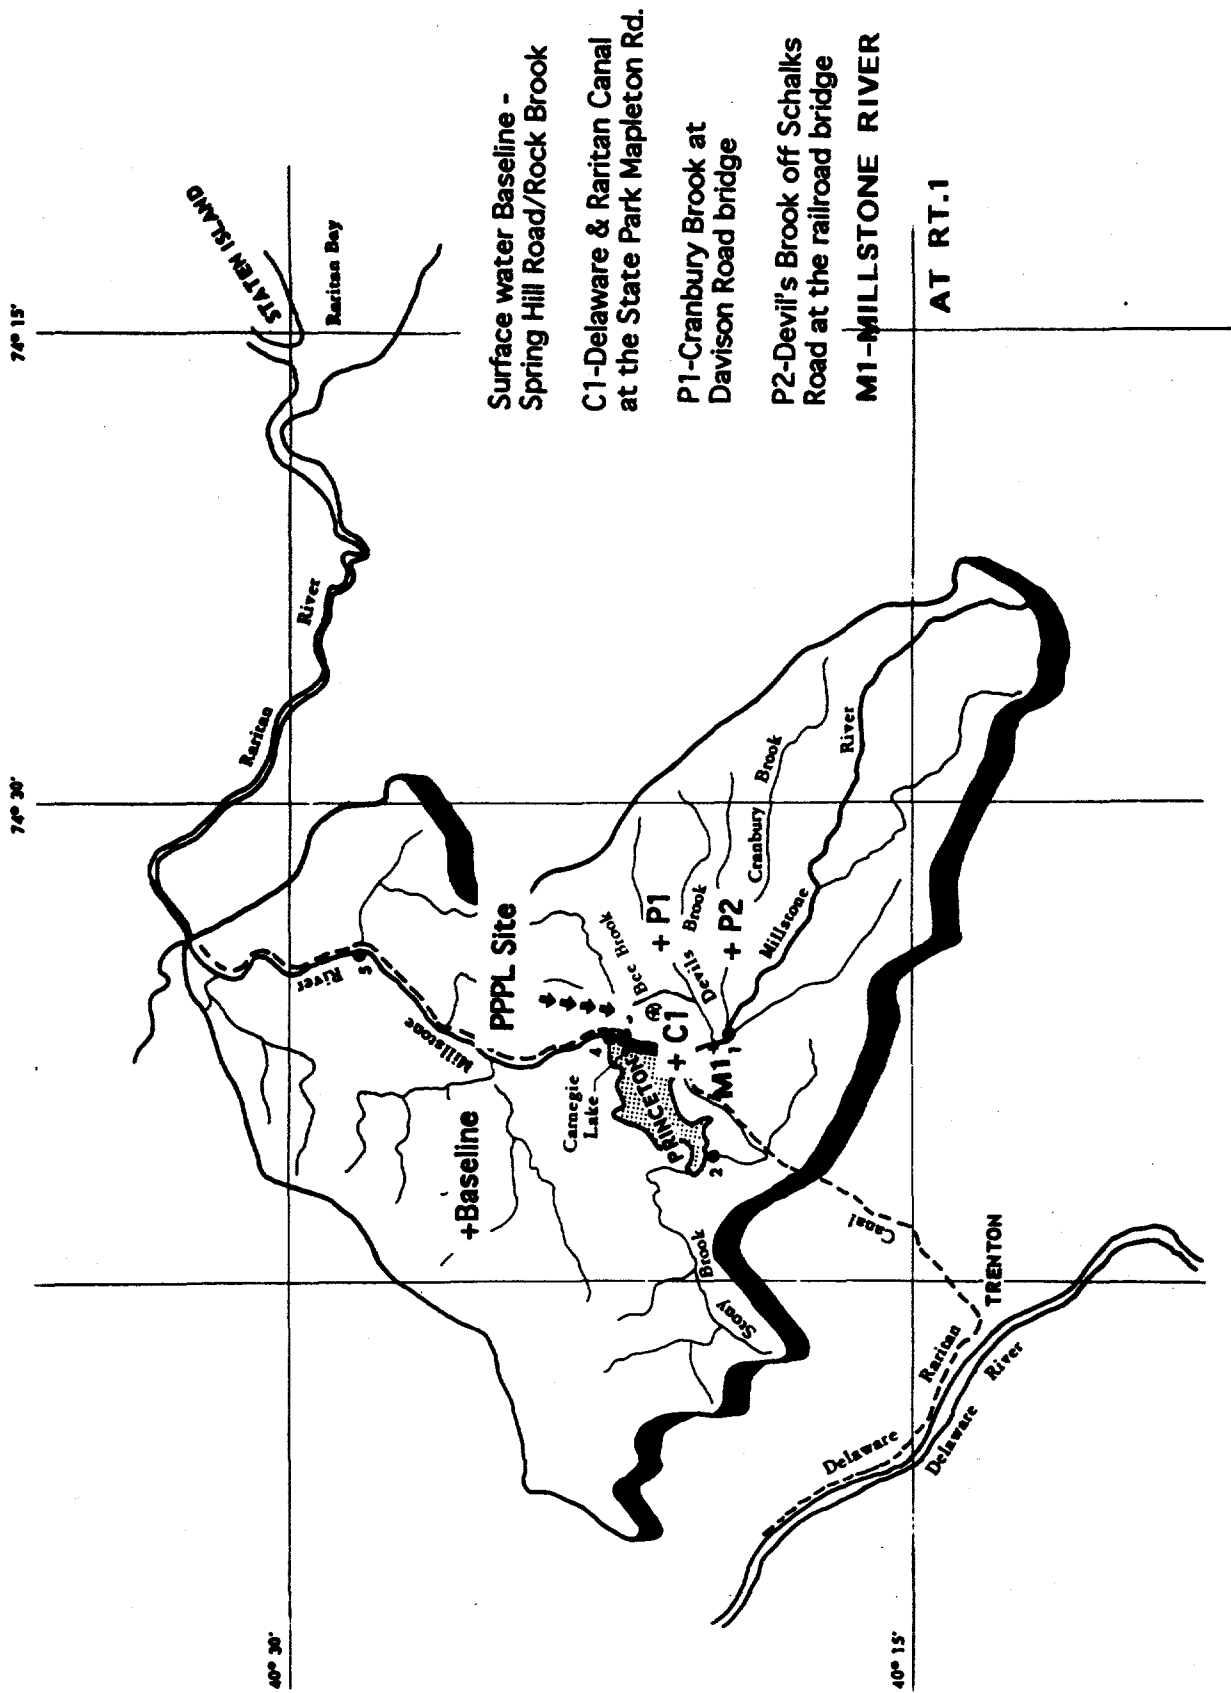 74° 15'
74° 30'
40° 30'
40° 15'
STATEN ISLAND
Raritan Bay
Raritan
River
Surface water Baseline -
Spring Hill Road/Rock Brook
C1-Delaware & Raritan Canal
at the State Park Mapleton Rd.
P1-Cranbury Brook at
Davison Road bridge
P2-Devil's Brook off Schalks
Road at the railroad bridge
M1-MILLSTONE RIVER
AT RT.1
River
5
Millstone
PPPL Site
+Baseline
Carnegie
Lake
4
PRINCETON
Bee Brook
+ P1
Devils Brook
+ P2
Cranbury Brook
Millstone
River
+ C1
M1
1
2
Stony
Brook
Canal
TRENTON
Delaware
Raritan
Delaware
River